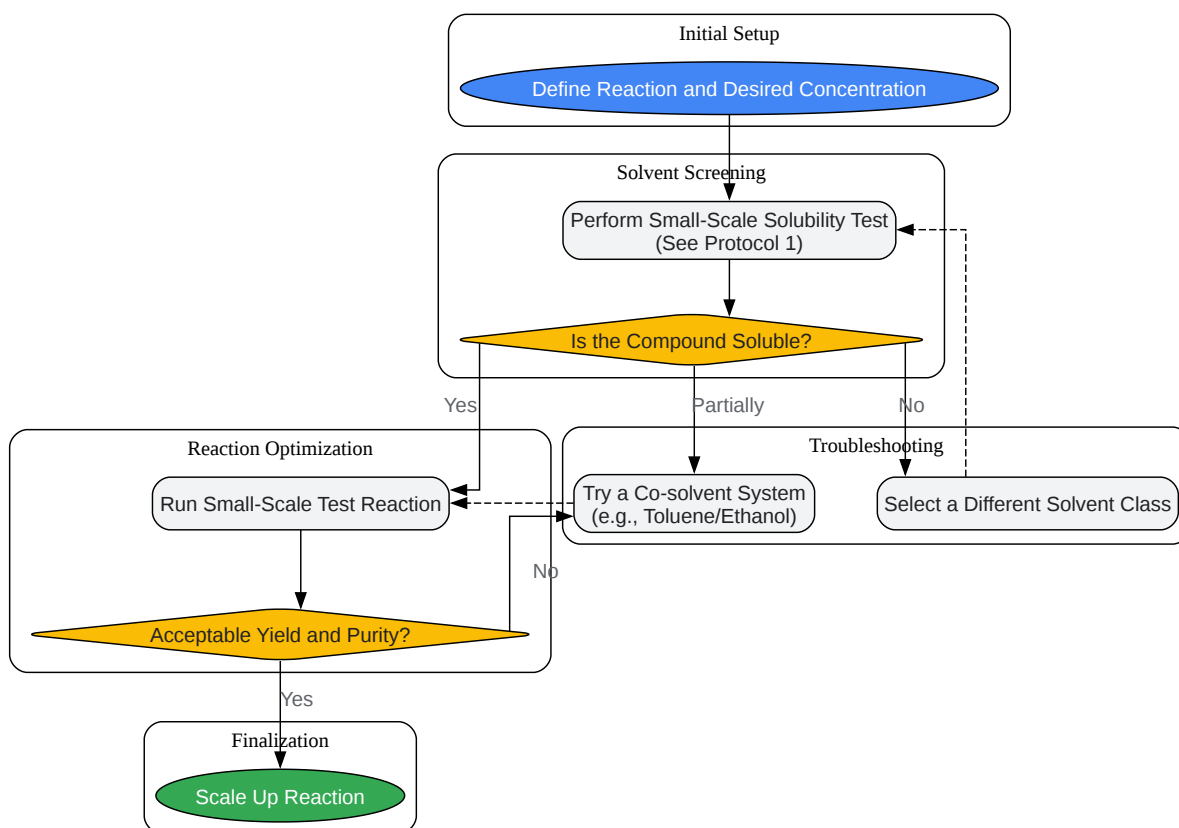 Initial Setup
Define Reaction and Desired Concentration
Solvent Screening
Perform Small-Scale Solubility Test
(See Protocol 1)
Is the Compound Soluble?
Yes
Partially
No
Reaction Optimization
Troubleshooting
Run Small-Scale Test Reaction
Try a Co-solvent System
(e.g., Toluene/Ethanol)
Select a Different Solvent Class
No
Acceptable Yield and Purity?
Yes
Finalization
Scale Up Reaction